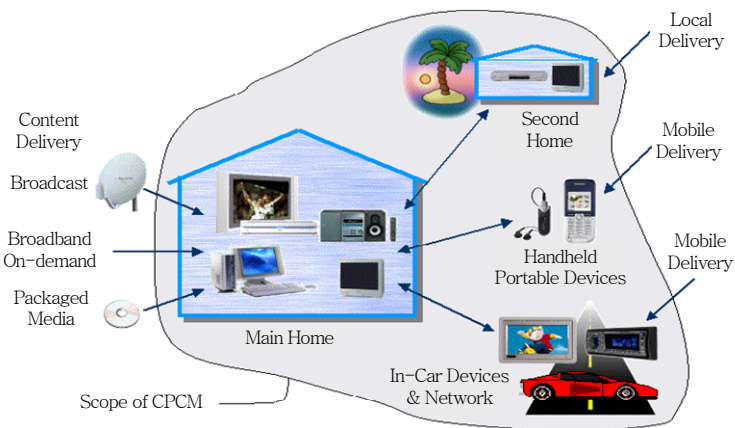 Content
Delivery
Broadcast
Broadband
On-demand
Packaged
Media
Main Home
Scope of CPCM
Local
Delivery
Second
Home
Mobile
Delivery
Handheld
Portable Devices
Mobile
Delivery
In-Car Devices
& Network